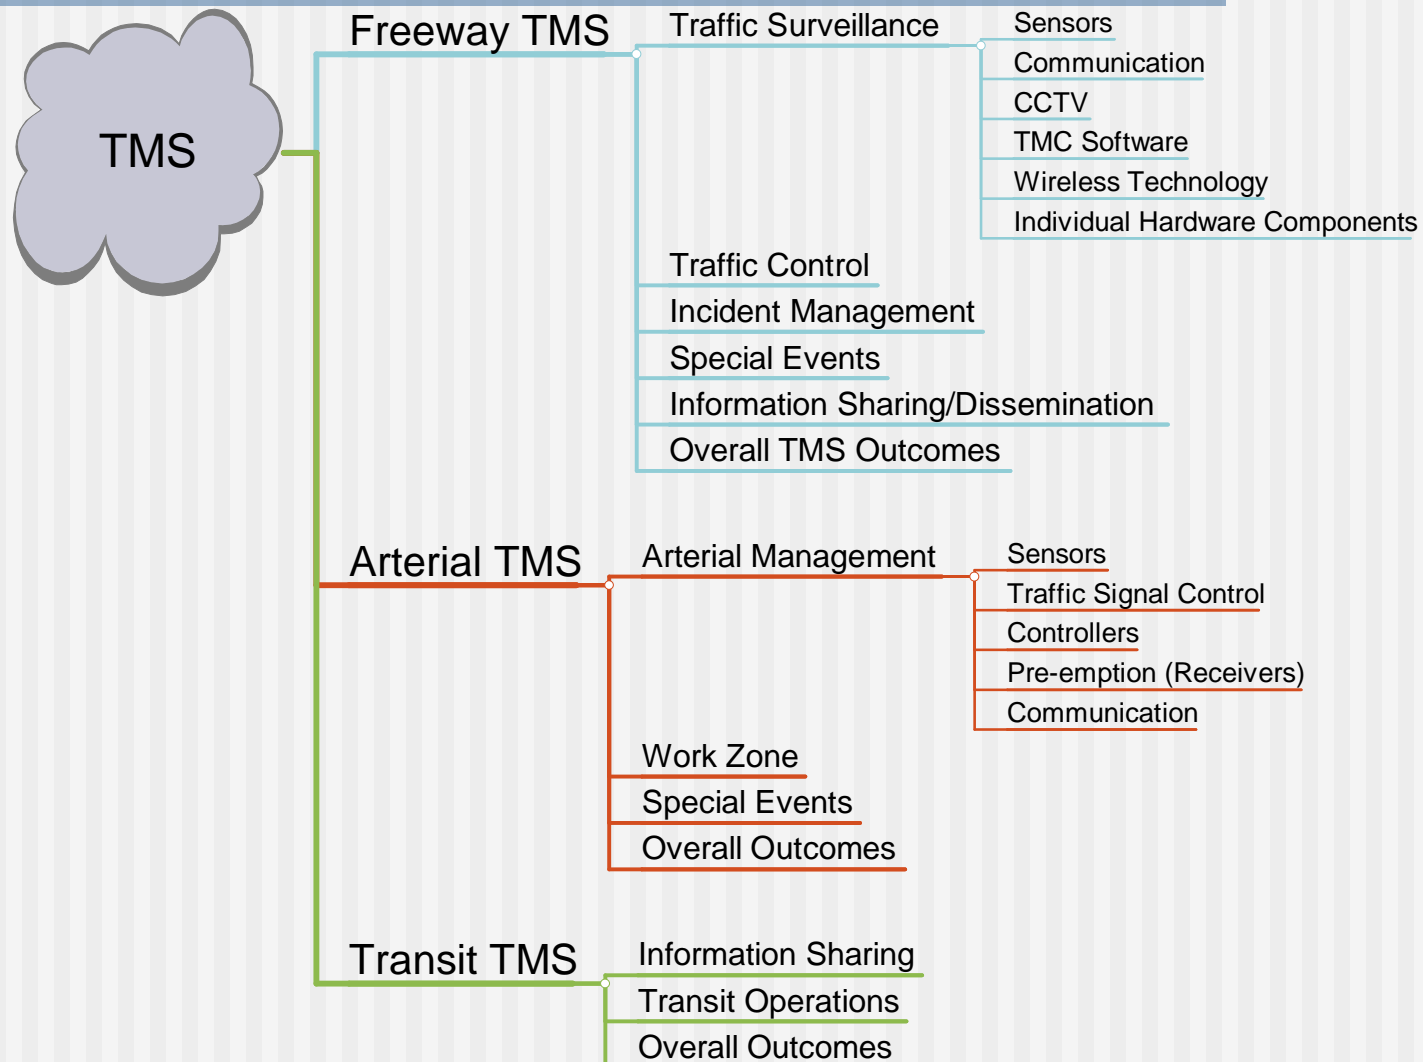 TMS
Freeway TMS
Traffic Surveillance
Sensors
Communication
CCTV
TMC Software
Wireless Technology
Individual Hardware Components
Traffic Control
Incident Management
Special Events
Information Sharing/Dissemination
Overall TMS Outcomes
Arterial TMS
Arterial Management
Sensors
Traffic Signal Control
Controllers
Pre-emption (Receivers)
Communication
Work Zone
Special Events
Overall Outcomes
Transit TMS
Information Sharing
Transit Operations
Overall Outcomes